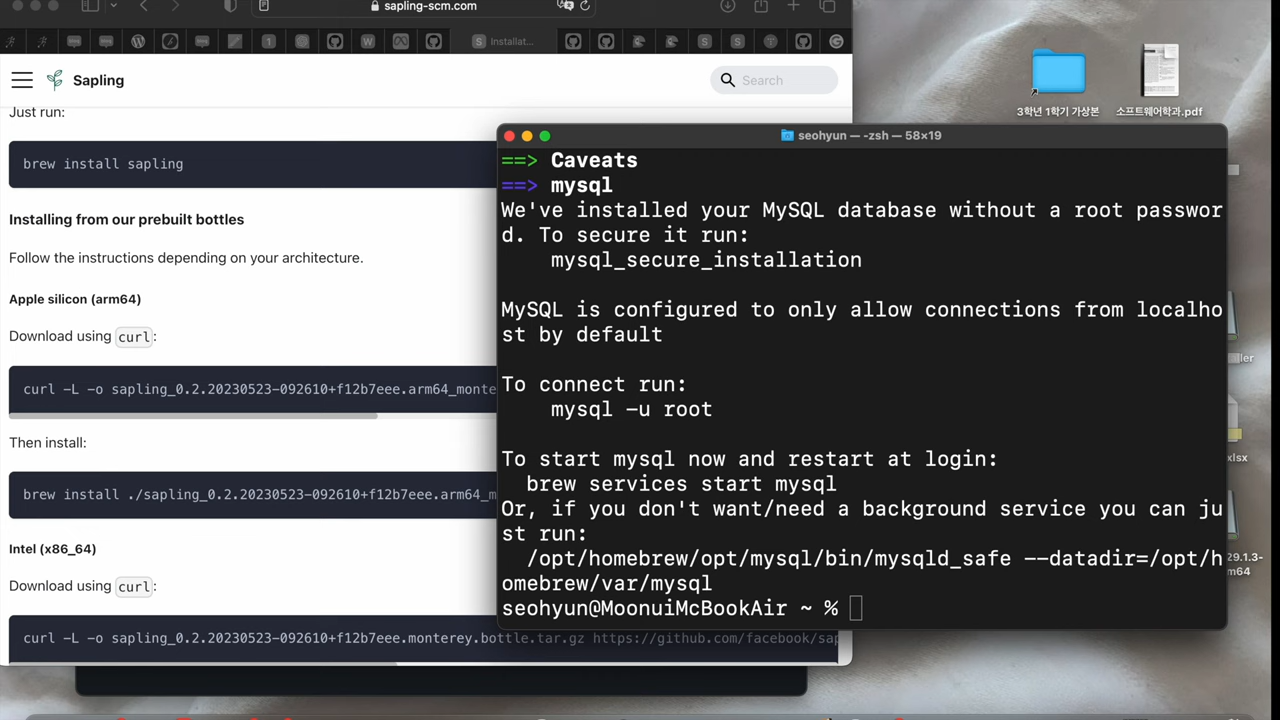 sapling-scm.com
Installat...
Sapling
Search
Just run:
brew install sapling
Installing from our prebuilt bottles
Follow the instructions depending on your architecture.
Apple silicon (arm64)
Download using curl:
curl -L -o sapling_0.2.20230523-092610+f12b7eee.arm64_monte
Then install:
brew install ./sapling_0.2.20230523-092610+f12b7eee.arm64_m
Intel (x86_64)
Download using curl:
curl -L -o sapling_0.2.20230523-092610+f12b7eee.monterey.bottle.tar.gz https://github.com/facebook/sap
seohyun — -zsh — 58×19
==> Caveats
==> mysql
We've installed your MySQL database without a root passwor
d. To secure it run:
mysql_secure_installation
MySQL is configured to only allow connections from localho
st by default
To connect run:
mysql -u root
To start mysql now and restart at login:
brew services start mysql
Or, if you don't want/need a background service you can ju
st run:
/opt/homebrew/opt/mysql/bin/mysqld_safe --datadir=/opt/h
omebrew/var/mysql
seohyun@MoonuiMcBookAir ~ %
3학년 1학기 가상본
소프트웨어학과.pdf
ller
xlsx
29.1.3-
m64